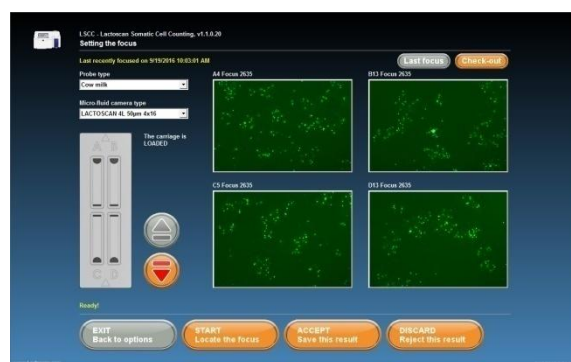 LSCC - Lactoscan Somatic Cell Counting, v1.1.0.20
Setting the focus
Last recently focused on 9/19/2016 10:03:01 AM
Last focus
Check-out
Probe type
Cow milk
Micro-fluid camera type
LACTOSCAN 4L 50µm 4x16
The carriage is
LOADED
A B
C D
A4 Focus 2635
B13 Focus 2635
C5 Focus 2635
D13 Focus 2635
Ready!
EXIT
Back to options
START
Locate the focus
ACCEPT
Save this result
DISCARD
Reject this result